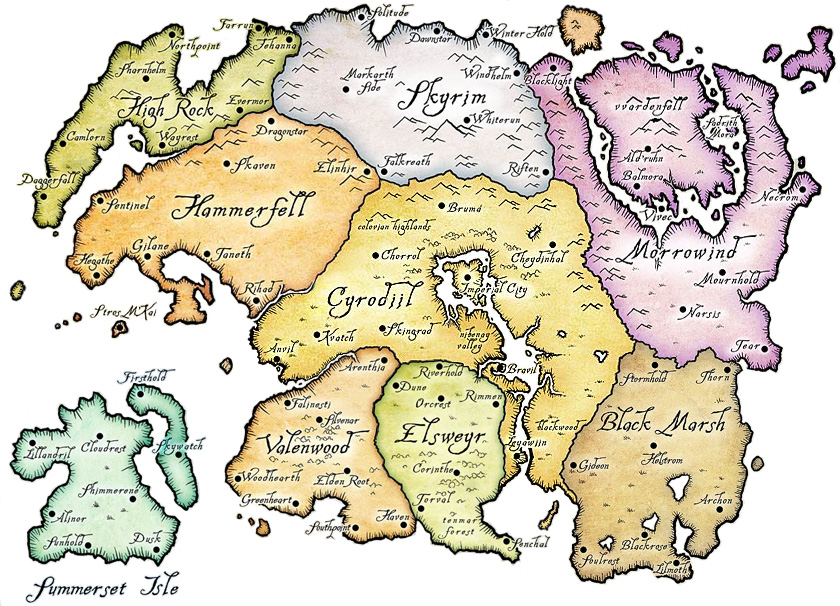 Solitude
Farrun
Northpoint
Jehanna
Dawnstar
Winter Hold
Sharnhelm
Markarth
Side
Windhelm
Blacklight
High Rock
Skyrim
Vvardenfell
Evermor
Whiterun
Sadrith
Mora
Camlorn
Wayrest
Dragonstar
Ald'ruhn
Skaven
Elinhir
Falkreath
Riften
Balmora
Daggerfall
Necrom
Sentinel
Hammerfell
Bruma
Vivec
colovian highlands
Gilane
Taneth
Chorrol
Cheydinhal
Morrowind
Hegathe
Mournhold
Rihad
Cyrodiil
Imperial City
Stros M'Kai
Narsis
Kvatch
Skingrad
nibenay
valley
Anvil
Tear
Arenthia
Riverhold
Bravil
Stormhold
Thorn
Firsthold
Dune
Falinesti
Orcrest
Rimmen
Silvenar
Black Marsh
Valenwood
Elsweyr
blackwood
Leyawiin
Cloudrest
Skywatch
Lillandril
Helstrom
Gideon
Woodhearth
Elden Root
Corinthe
Shimmerene
Greenheart
Torval
Archon
Alinor
Southpoint
Haven
tenmar
forest
Senchal
Sunhold
Dusk
Blackrose
Soulrest
Lilmoth
Summerset Isle